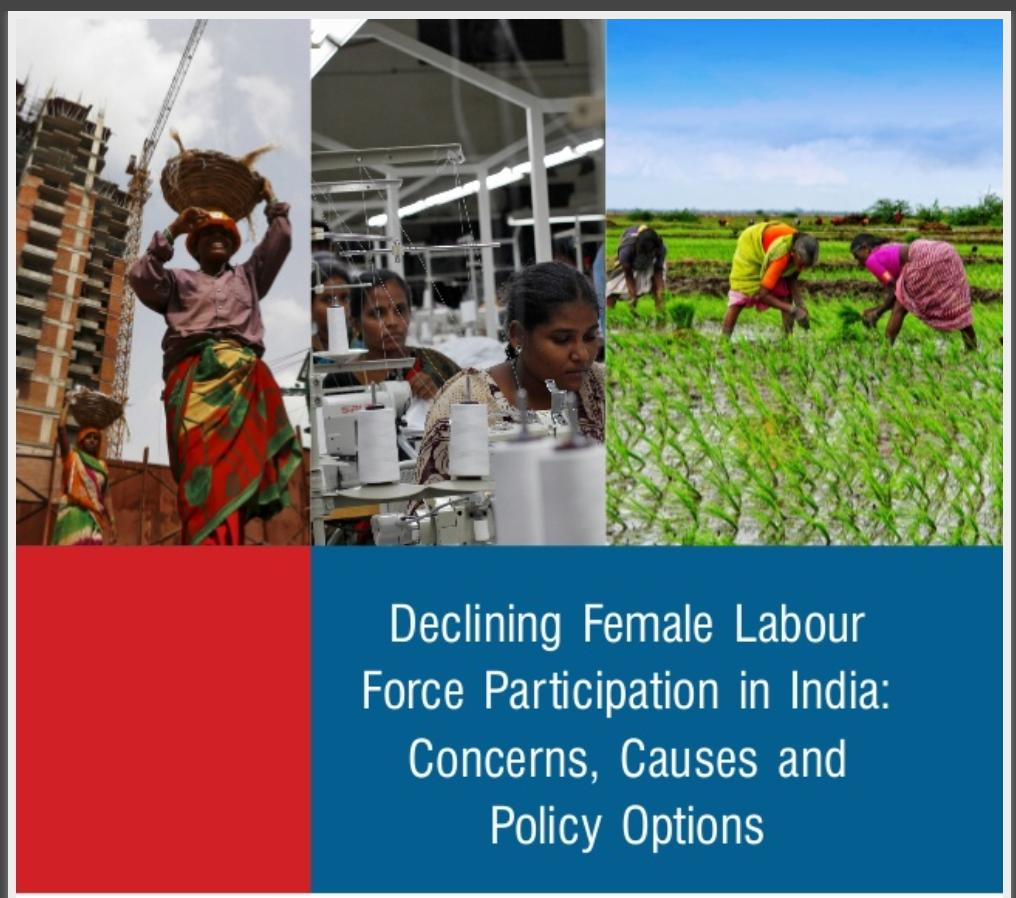 Declining Female Labour
Force Participation in India:
Concerns, Causes and
Policy Options